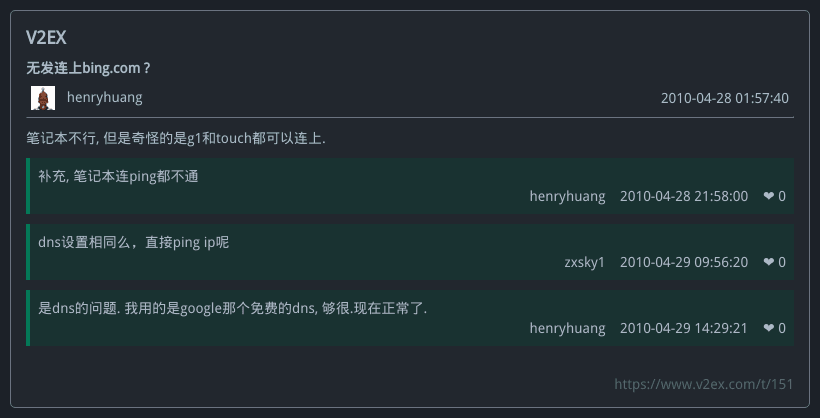 V2EX
无发连上bing.com ?
henryhuang
2010-04-28 01:57:40
笔记本不行, 但是奇怪的是g1和touch都可以连上.
补充, 笔记本连ping都不通
henryhuang 2010-04-28 21:58:00 ❤ 0
dns设置相同么，直接ping ip呢
zxsky1 2010-04-29 09:56:20 ❤ 0
是dns的问题. 我用的是google那个免费的dns, 够很.现在正常了.
henryhuang 2010-04-29 14:29:21 ❤ 0
https://www.v2ex.com/t/151